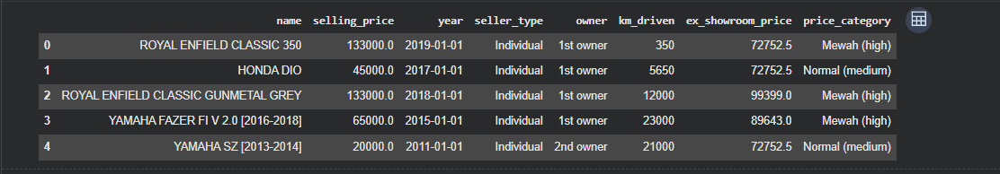 name selling_price year seller_type owner km_driven ex_showroom_price price_category
0 ROYAL ENFIELD CLASSIC 350 133000.0 2019-01-01 Individual 1st owner 350 72752.5 Mewah (high)
1 HONDA DIO 45000.0 2017-01-01 Individual 1st owner 5650 72752.5 Normal (medium)
2 ROYAL ENFIELD CLASSIC GUNMETAL GREY 133000.0 2018-01-01 Individual 1st owner 12000 99399.0 Mewah (high)
3 YAMAHA FAZER FI V 2.0 [2016-2018] 65000.0 2015-01-01 Individual 1st owner 23000 89643.0 Mewah (high)
4 YAMAHA SZ [2013-2014] 20000.0 2011-01-01 Individual 2nd owner 21000 72752.5 Normal (medium)